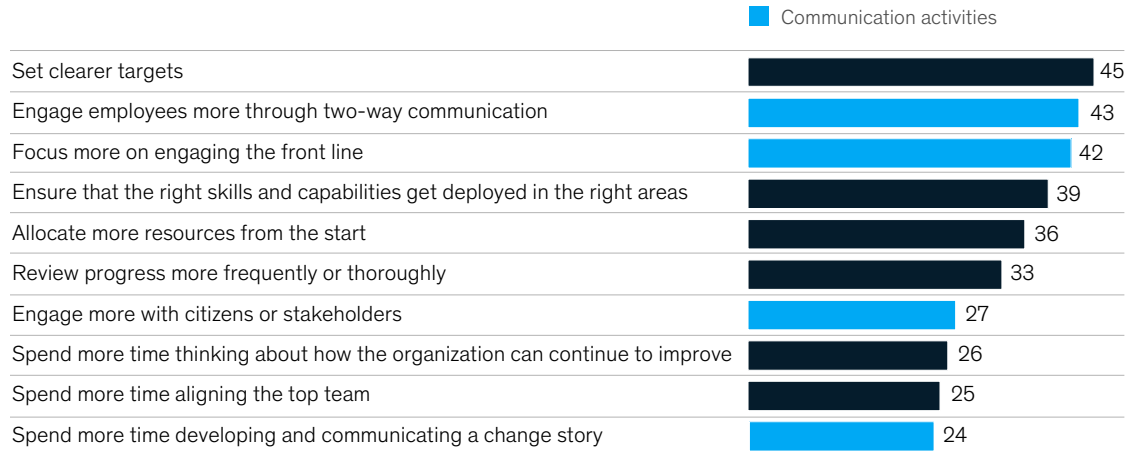 Communication activities
Set clearer targets 45
Engage employees more through two-way communication 43
Focus more on engaging the front line 42
Ensure that the right skills and capabilities get deployed in the right areas 39
Allocate more resources from the start 36
Review progress more frequently or thoroughly 33
Engage more with citizens or stakeholders 27
Spend more time thinking about how the organization can continue to improve 26
Spend more time aligning the top team 25
Spend more time developing and communicating a change story 24